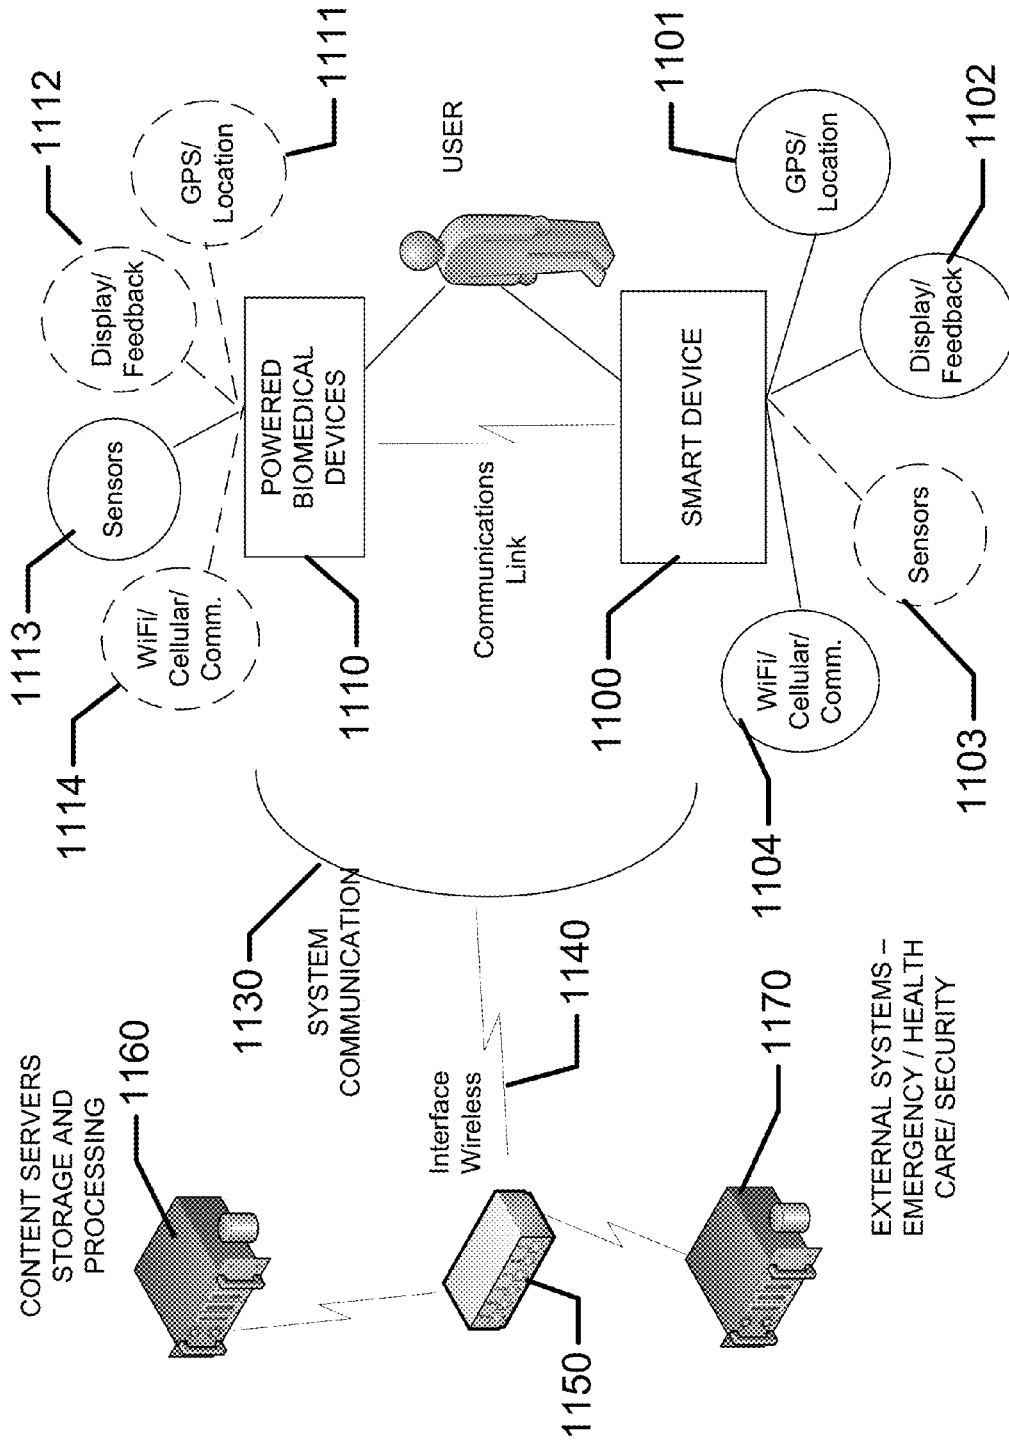 CONTENT SERVERS
STORAGE AND
PROCESSING
1160
1150
Interface
Wireless
1140
1170
EXTERNAL SYSTEMS –
EMERGENCY / HEALTH
CARE/ SECURITY
1130
SYSTEM
COMMUNICATION
1114
WiFi/
Cellular/
Comm.
1113
Sensors
1112
Display/
Feedback
1111
GPS/
Location
1110
POWERED
BIOMEDICAL
DEVICES
Communications
Link
USER
1100
SMART DEVICE
1104
WiFi/
Cellular/
Comm.
1103
Sensors
1102
Display/
Feedback
1101
GPS/
Location